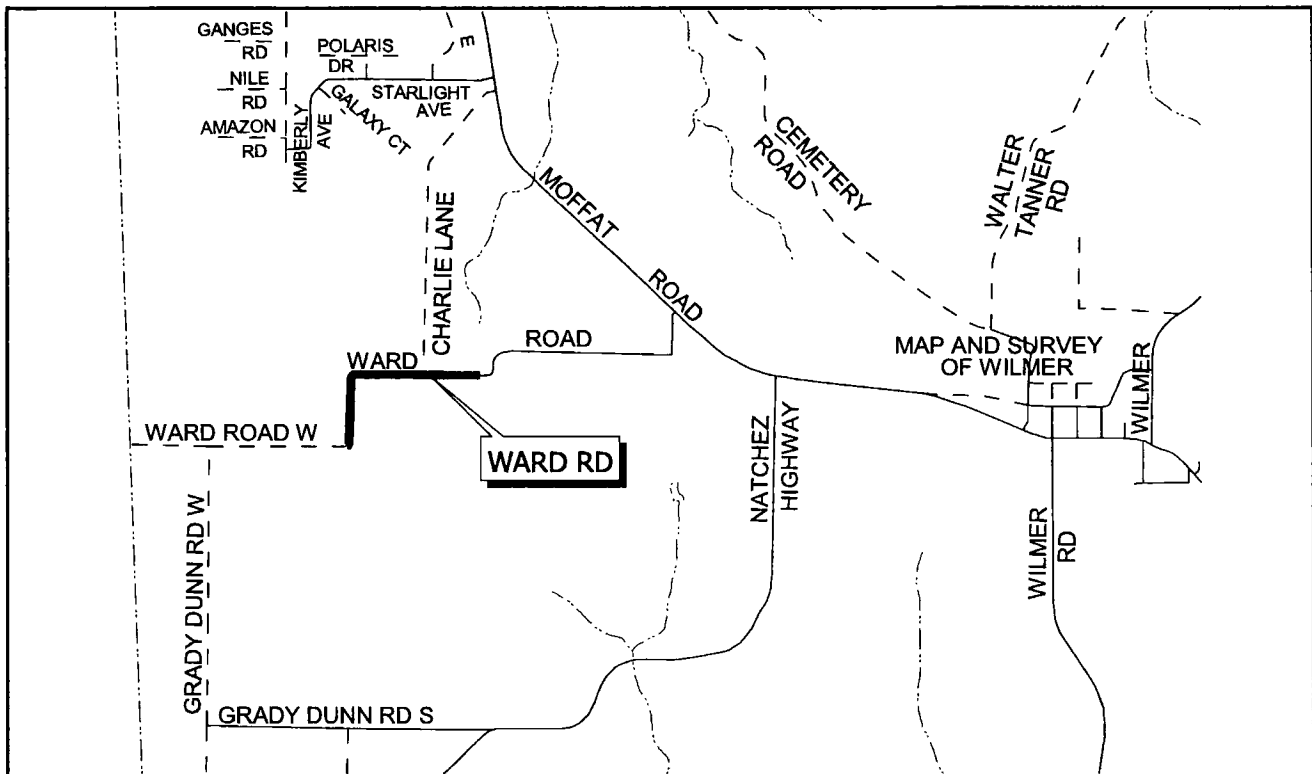 GANGES
RD
POLARIS
DR
E
NILE
RD
STARLIGHT
AVE
GALAXY CT
AMAZON
RD
KIMBERLY
AVE
CEMETERY
ROAD
WALTER
TANNER
RD
MOFFAT
ROAD
CHARLIE LANE
WARD
ROAD
MAP AND SURVEY
OF WILMER
WILMER
WARD ROAD W
WARD RD
NATCHEZ
HIGHWAY
WILMER
RD
GRADY DUNN RD W
GRADY DUNN RD S